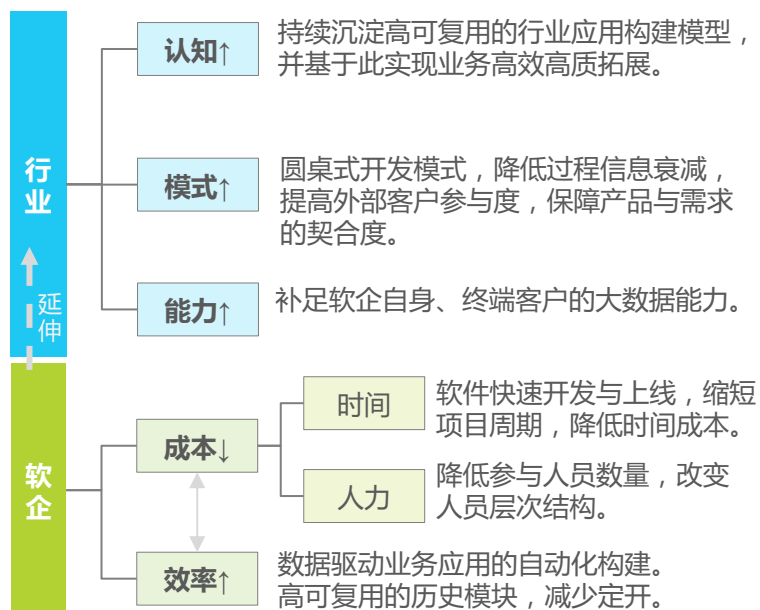 行业
认知↑
持续沉淀高可复用的行业应用构建模型，
并基于此实现业务高效高质拓展。
模式↑
圆桌式开发模式，降低过程信息衰减，
提高外部客户参与度，保障产品与需求
的契合度。
能力↑
补足软企自身、终端客户的大数据能力。
延伸
软企
成本↓
时间
软件快速开发与上线，缩短
项目周期，降低时间成本。
人力
降低参与人员数量，改变
人员层次结构。
效率↑
数据驱动业务应用的自动化构建。
高可复用的历史模块，减少定开。